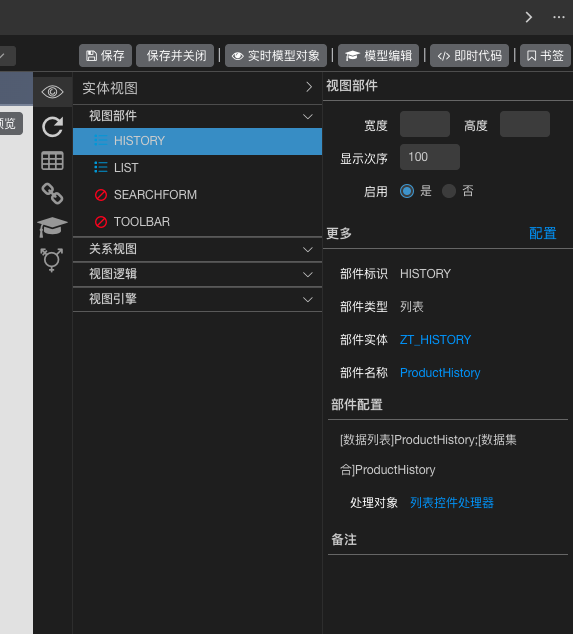 保存 保存并关闭 | 实时模型对象 | 模型编辑 | 即时代码 | 书签
预览
实体视图
视图部件
HISTORY
LIST
SEARCHFORM
TOOLBAR
关系视图
视图逻辑
视图引擎
视图部件
宽度 高度
显示次序 100
启用 是 否
更多 配置
部件标识 HISTORY
部件类型 列表
部件实体 ZT_HISTORY
部件名称 ProductHistory
部件配置
[数据列表]ProductHistory;[数据集
合]ProductHistory
处理对象 列表控件处理器
备注